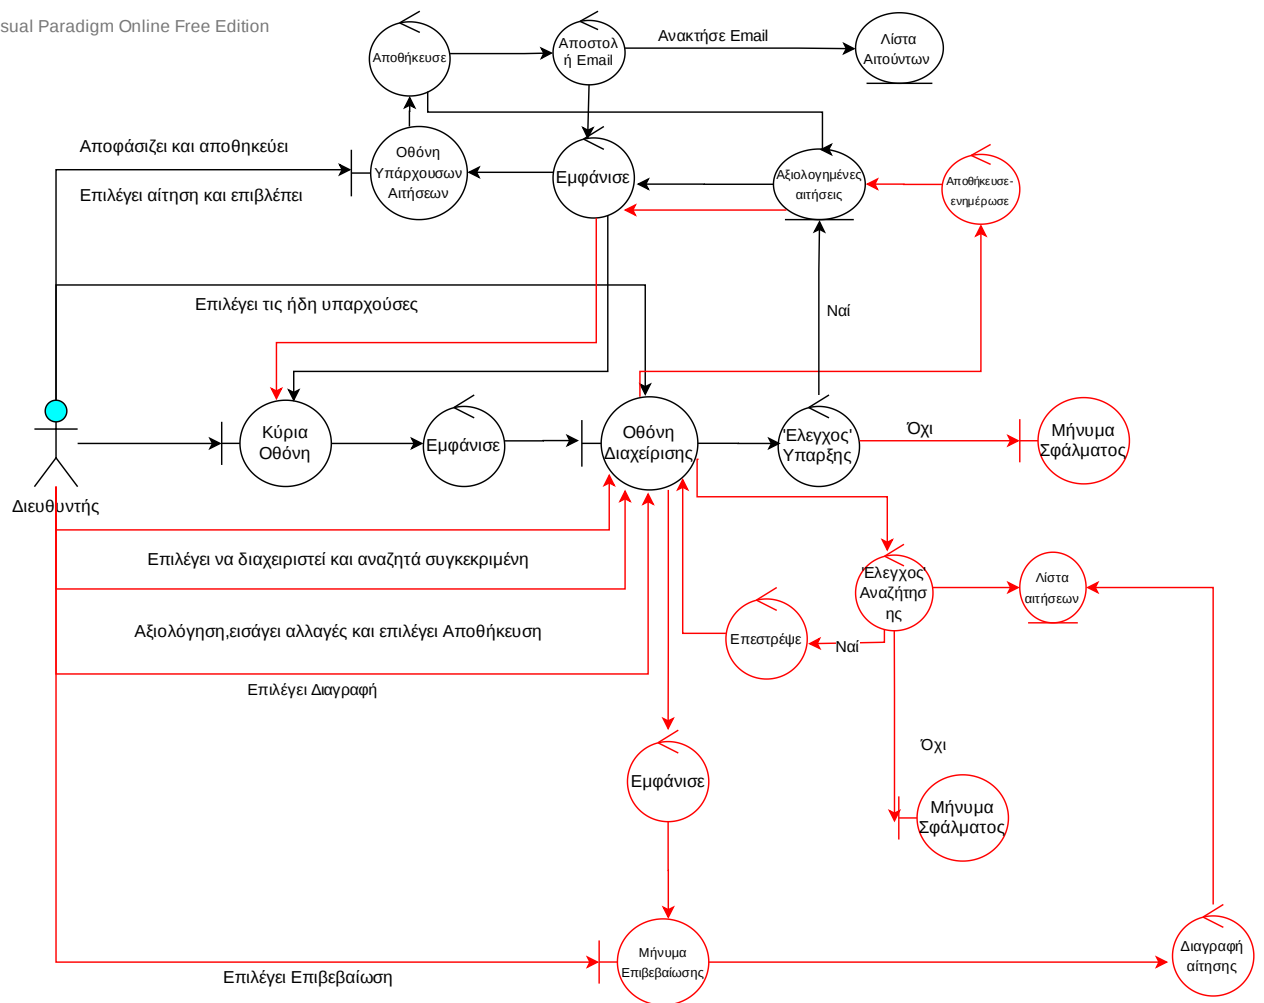 sual Paradigm Online Free Edition
Αποθήκευσε
Αποστολ
ή Email
Ανακτήσε Email
Λίστα
Αιτούντων
Αποφάσιζει και αποθηκεύει
Επιλέγει αίτηση και επιβλέπει
Οθόνη
Υπάρχουσων
Αιτήσεων
Εμφάνισε
Αξιολογημένες
αιτήσεις
Αποθήκευσε-
ενημέρωσε
Επιλέγει τις ήδη υπαρχούσες
Ναί
Διευθυντής
Κύρια
Οθόνη
Εμφάνισε
Οθόνη
Διαχείρισης
'Έλεγχος'
Υπαρξης
Όχι
Μήνυμα
Σφάλματος
Επιλέγει να διαχειριστεί και αναζητά συγκεκριμένη
Αξιολόγηση,εισάγει αλλαγές και επιλέγει Αποθήκευση
Επιλέγει Διαγραφή
'Έλεγχος'
Αναζήτησ
ης
Λίστα
αιτήσεων
Επεστρέψε
Ναί
Όχι
Εμφάνισε
Μήνυμα
Σφάλματος
Μήνυμα
Επιβεβαίωσης
Επιλέγει Επιβεβαίωση
Διαγραφή
αίτησης